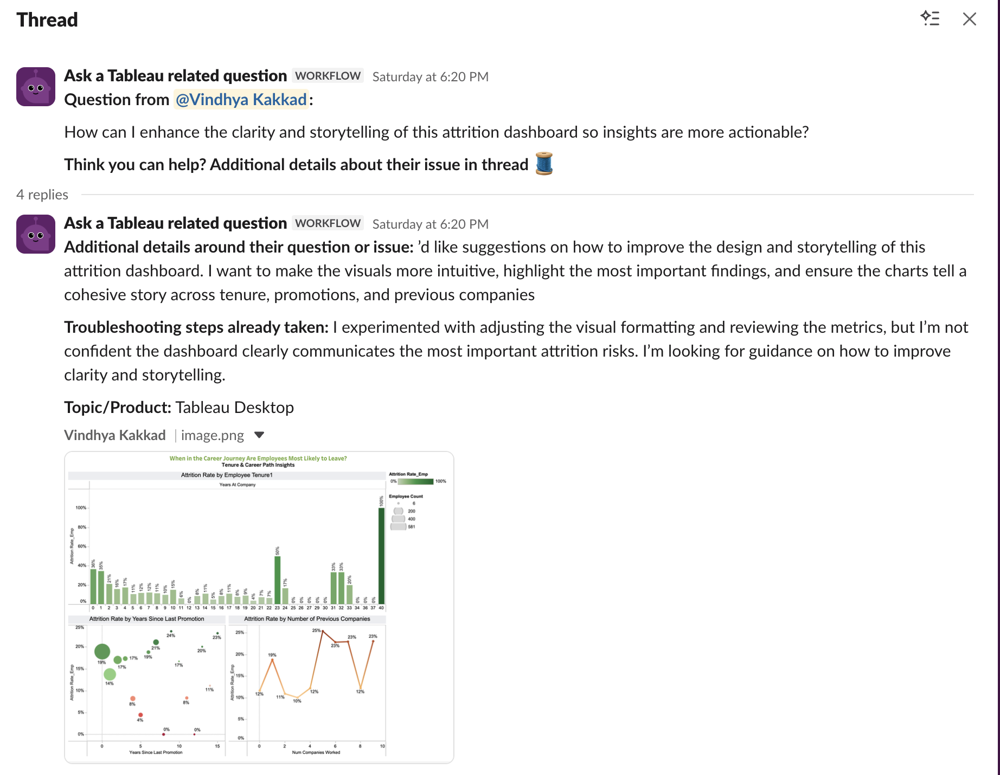 Thread
Ask a Tableau related question WORKFLOW Saturday at 6:20 PM
Question from @Vindhya Kakkad:
How can I enhance the clarity and storytelling of this attrition dashboard so insights are more actionable?
Think you can help? Additional details about their issue in thread
4 replies
Ask a Tableau related question WORKFLOW Saturday at 6:20 PM
Additional details around their question or issue: ’d like suggestions on how to improve the design and storytelling of this
attrition dashboard. I want to make the visuals more intuitive, highlight the most important findings, and ensure the charts tell a
cohesive story across tenure, promotions, and previous companies
Troubleshooting steps already taken: I experimented with adjusting the visual formatting and reviewing the metrics, but I’m not
confident the dashboard clearly communicates the most important attrition risks. I’m looking for guidance on how to improve
clarity and storytelling.
Topic/Product: Tableau Desktop
Vindhya Kakkad | image.png
When in the Career Journey Are Employees Most Likely to Leave?
Tenure & Career Path Insights
Attrition Rate by Employee Tenure1
Years At Company
Attrition Rate_Emp
100%
80%
60%
40%
20%
0%
36% 35% 21% 16% 17% 11% 12% 12% 11% 10% 15% 6% 0% 8% 11% 5% 8% 11% 8% 9% 4% 7% 7% 50% 17% 0% 0% 0% 0% 0% 33% 33% 20% 0% 0% 0% 100%
0 1 2 3 4 5 6 7 8 9 10 11 12 13 14 15 16 17 18 19 20 21 22 23 24 25 26 27 29 30 31 32 33 34 36 37 40
Attrition Rate_Emp
0% 100%
Employee Count
6
200
400
581
Attrition Rate by Years Since Last Promotion
Attrition Rate_Emp
25%
20%
15%
10%
5%
0%
19% 14% 17% 17% 8% 4% 19% 21% 0% 24% 17% 8% 0% 20% 11% 23%
0 5 10 15
Years Since Last Promotion
Attrition Rate by Number of Previous Companies
Attrition Rate_Emp
25%
20%
15%
10%
5%
0%
12% 19% 11% 10% 12% 25% 23% 23% 12% 23%
0 2 4 6 8 10
Num Companies Worked